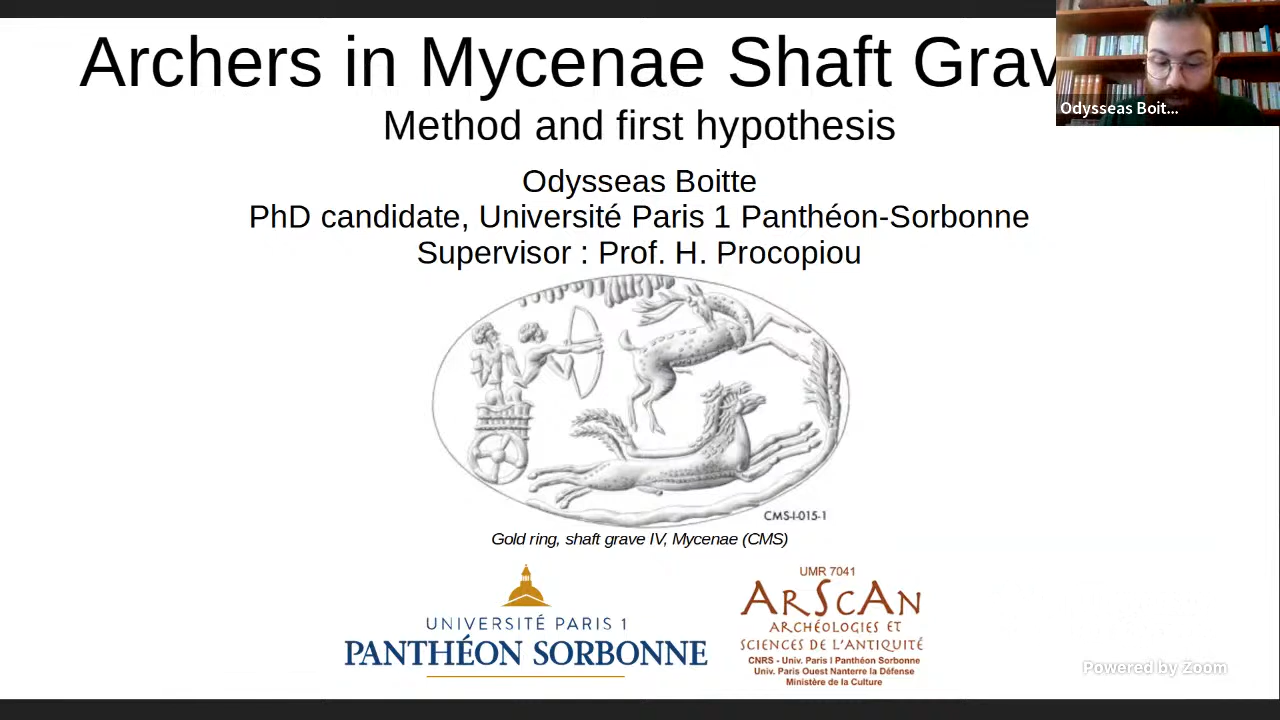 Archers in Mycenae Shaft Grav
Method and first hypothesis
Odysseas Boit...
Odysseas Boitte
PhD candidate, Université Paris 1 Panthéon-Sorbonne
Supervisor : Prof. H. Procopiou
CMS-I-015-1
Gold ring, shaft grave IV, Mycenae (CMS)
UNIVERSITÉ PARIS 1
PANTHÉON SORBONNE
UMR 7041
ARSCAN
ARCHÉOLOGIES ET
SCIENCES DE L'ANTIQUITÉ
CNRS - Univ. Paris I Panthéon Sorbonne
Univ. Paris Ouest Nanterre la Défense
Ministère de la Culture
Powered by Zoom